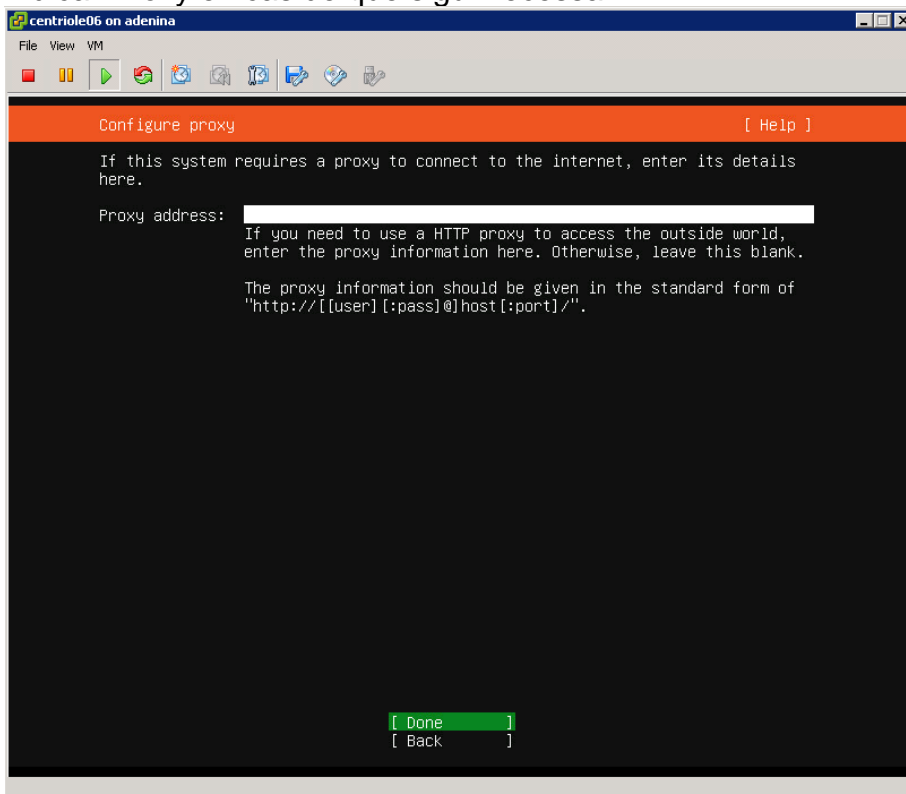 centriole06 on adenina
File View VM
Configure proxy [ Help ]
If this system requires a proxy to connect to the internet, enter its details
here.
Proxy address:
If you need to use a HTTP proxy to access the outside world,
enter the proxy information here. Otherwise, leave this blank.
The proxy information should be given in the standard form of
"http://[[user][:pass]@]host[:port]/".
[ Done ]
[ Back ]